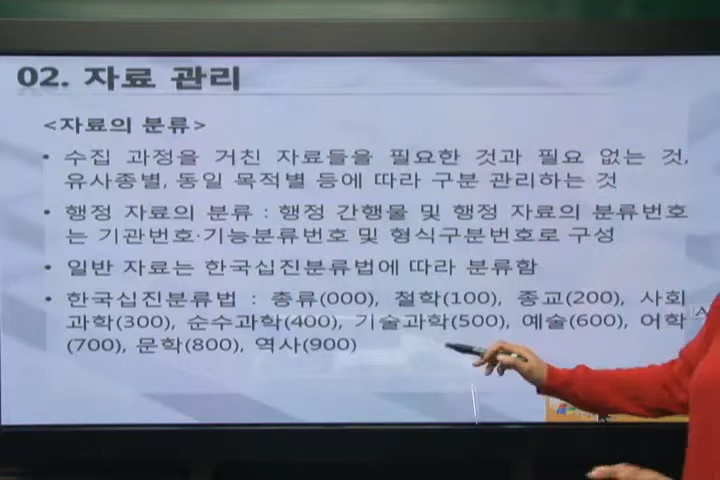 02. 자료 관리
<자료의 분류>
• 수집 과정을 거친 자료들을 필요한 것과 필요 없는 것,
유사종별, 동일 목적별 등에 따라 구분 관리하는 것
• 행정 자료의 분류 : 행정 간행물 및 행정 자료의 분류번호
는 기관번호·기능분류번호 및 형식구분번호로 구성
• 일반 자료는 한국십진분류법에 따라 분류함
• 한국십진분류법 : 총류(000), 철학(100), 종교(200), 사회
과학(300), 순수과학(400), 기술과학(500), 예술(600), 어학
(700), 문학(800), 역사(900)